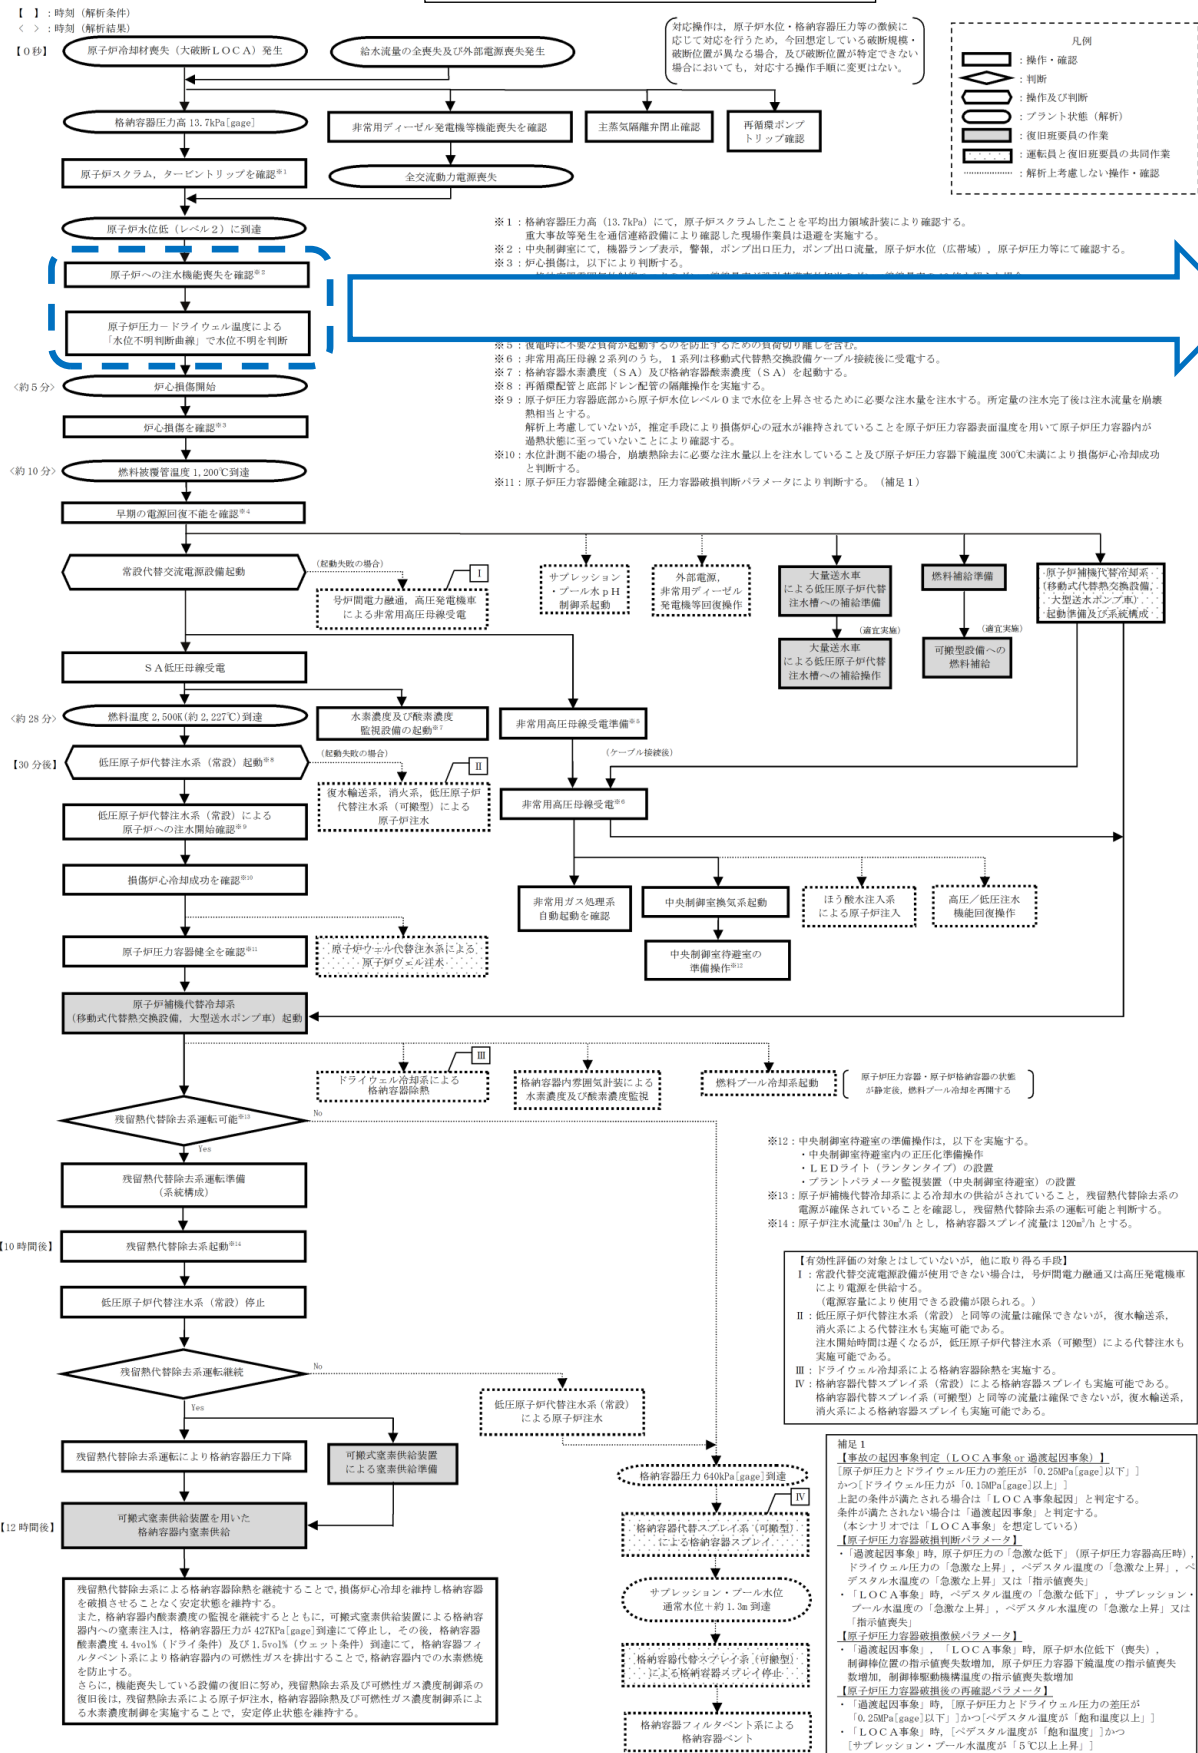 【 】：時刻（解析条件）
< >：時刻（解析結果）
【0秒】
原子炉冷却材喪失（大破断LOCA）発生
給水流量の全喪失及び外部電源喪失発生
対応操作は，原子炉水位・格納容器圧力等の徴候に
応じて対応を行うため，今回想定している破断規模・
破断位置が異なる場合，及び破断位置が特定できない
場合においても，対応する操作手順に変更はない。
凡例
：操作・確認
：判断
：操作及び判断
：プラント状態（解析）
：復旧班要員の作業
：運転員と復旧班要員の共同作業
：解析上考慮しない操作・確認
格納容器圧力高 13.7kPa[gage]
非常用ディーゼル発電機等機能喪失を確認
主蒸気隔離弁閉止確認
再循環ポンプ
トリップ確認
原子炉スクラム，タービントリップを確認※1
全交流動力電源喪失
原子炉水位低（レベル2）に到達
※1：格納容器圧力高（13.7kPa）にて，原子炉スクラムしたことを平均出力領域計装により確認する。
重大事故等発生を通信連絡設備により確認した現場作業員は退避を実施する。
※2：中央制御室にて，機器ランプ表示，警報，ポンプ出口圧力，ポンプ出口流量，原子炉水位（広帯域），原子炉圧力等にて確認する。
※3：炉心損傷は，以下により判断する。
原子炉への注水機能喪失を確認※2
原子炉圧力－ドライウェル温度による
「水位不明判断曲線」で水位不明を判断
※5：復電時に不要な負荷が起動するのを防止するための負荷切り離しを含む。
※6：非常用高圧母線2系列のうち，1系列は移動式代替熱交換設備ケーブル接続後に受電する。
※7：格納容器水素濃度（SA）及び格納容器酸素濃度（SA）を起動する。
※8：再循環配管と底部ドレン配管の隔離操作を実施する。
※9：原子炉圧力容器底部から原子炉水位レベル0まで水位を上昇させるために必要な注水量を注水する。所定量の注水完了後は注水流量を崩壊
熱相当とする。
解析上考慮していないが，推定手段により損傷炉心の冠水が維持されていることを原子炉圧力容器表面温度を用いて原子炉圧力容器内が
過熱状態に至っていないことにより確認する。
※10：水位計測不能の場合，崩壊熱除去に必要な注水量以上を注水していること及び原子炉圧力容器下鏡温度 300℃未満により損傷炉心冷却成功
と判断する。
※11：原子炉圧力容器健全確認は，圧力容器破損判断パラメータにより判断する。（補足1）
<約5分>
炉心損傷開始
炉心損傷を確認※3
<約10分>
燃料被覆管温度 1,200℃到達
早期の電源回復不能を確認※4
常設代替交流電源設備起動
（起動失敗の場合）
Ⅰ
号炉間電力融通，高圧発電機車
による非常用高圧母線受電
サプレッション
・プール水pH
制御系起動
外部電源，
非常用ディーゼル
発電機等回復操作
大量送水車
による低圧原子炉代替
注水槽への補給準備
燃料補給準備
原子炉補機代替冷却系
（移動式代替熱交換設備，
大型送水ポンプ車）
起動準備及び系統構成
（適宜実施）
（適宜実施）
大量送水車
による低圧原子炉代替
注水槽への補給操作
可搬型設備への
燃料補給
SA低圧母線受電
<約28分>
燃料温度 2,500K(約2,227℃)到達
水素濃度及び酸素濃度
監視設備の起動※7
非常用高圧母線受電準備※5
【30分後】
低圧原子炉代替注水系（常設）起動※8
（起動失敗の場合）
Ⅱ
（ケーブル接続後）
復水輸送系，消火系，低圧原子炉
代替注水系（可搬型）による
原子炉注水
非常用高圧母線受電※6
低圧原子炉代替注水系（常設）による
原子炉への注水開始確認※9
損傷炉心冷却成功を確認※10
非常用ガス処理系
自動起動を確認
中央制御室換気系起動
ほう酸水注入系
による原子炉注入
高圧／低圧注水
機能回復操作
原子炉圧力容器健全を確認※11
原子炉ウェル代替注水系による
原子炉ウェル注水
中央制御室待避室の
準備操作※12
原子炉補機代替冷却系
（移動式代替熱交換設備，大型送水ポンプ車）起動
Ⅲ
ドライウェル冷却系による
格納容器除熱
格納容器内雰囲気計装による
水素濃度及び酸素濃度監視
燃料プール冷却系起動
原子炉圧力容器・原子炉格納容器の状態
が静定後，燃料プール冷却を再開する
残留熱代替除去系運転可能※13
No
Yes
※12：中央制御室待避室の準備操作は，以下を実施する。
・中央制御室待避室内の正圧化準備操作
・LEDライト（ランタンタイプ）の設置
・プラントパラメータ監視装置（中央制御室待避室）の設置
※13：原子炉補機代替冷却系による冷却水の供給がされていること，残留熱代替除去系の
電源が確保されていることを確認し，残留熱代替除去系の運転可能と判断する。
※14：原子炉注水流量は 30m³/h とし，格納容器スプレイ流量は 120m³/h とする。
残留熱代替除去系運転準備
（系統構成）
【10時間後】
残留熱代替除去系起動※14
低圧原子炉代替注水系（常設）停止
【有効性評価の対象とはしていないが，他に取り得る手段】
Ⅰ：常設代替交流電源設備が使用できない場合は，号炉間電力融通又は高圧発電機車
により電源を供給する。
（電源容量により使用できる設備が限られる。）
Ⅱ：低圧原子炉代替注水系（常設）と同等の流量は確保できないが，復水輸送系，
消火系による代替注水も実施可能である。
注水開始時間は遅くなるが，低圧原子炉代替注水系（可搬型）による代替注水も
実施可能である。
Ⅲ：ドライウェル冷却系による格納容器除熱を実施する。
Ⅳ：格納容器代替スプレイ系（常設）による格納容器スプレイも実施可能である。
格納容器代替スプレイ系（可搬型）と同等の流量は確保できないが，復水輸送系，
消火系による格納容器スプレイも実施可能である。
残留熱代替除去系運転継続
No
Yes
低圧原子炉代替注水系（常設）
による原子炉注水
残留熱代替除去系運転により格納容器圧力下降
可搬式窒素供給装置
による窒素供給準備
格納容器圧力 640kPa[gage]到達
Ⅳ
【12時間後】
可搬式窒素供給装置を用いた
格納容器内窒素供給
格納容器代替スプレイ系（可搬型）
による格納容器スプレイ
サプレッション・プール水位
通常水位＋約1.3m到達
格納容器代替スプレイ系（可搬型）
による格納容器スプレイ停止
格納容器フィルタベント系による
格納容器ベント
残留熱代替除去系による格納容器除熱を継続することで，損傷炉心冷却を維持し格納容器
を破損させることなく安定状態を維持する。
また，格納容器内酸素濃度の監視を継続するとともに，可搬式窒素供給装置による格納容
器内への窒素注入は，格納容器圧力が 427KPa[gage]到達にて停止し，その後，格納容器
酸素濃度 4.4vol%（ドライ条件）及び 1.5vol%（ウェット条件）到達にて，格納容器フィ
ルタベント系により格納容器内の可燃性ガスを排出することで，格納容器内での水素燃焼
を防止する。
さらに，機能喪失している設備の復旧に努め，残留熱除去系及び可燃性ガス濃度制御系の
復旧後は，残留熱除去系による原子炉注水，格納容器除熱及び可燃性ガス濃度制御系によ
る水素濃度制御を実施することで，安定停止状態を維持する。
補足1
【事故の起因事象判定（LOCA事象 or 過渡起因事象）】
[原子炉圧力とドライウェル圧力の差圧が「0.25MPa[gage]以下」]
かつ[ドライウェル圧力が「0.15MPa[gage]以上」]
上記の条件が満たされる場合は「LOCA事象起因」と判定する。
条件が満たされない場合は「過渡起因事象」と判定する。
（本シナリオでは「LOCA事象」を想定している）
【原子炉圧力容器破損判断パラメータ】
・「過渡起因事象」時，原子炉圧力の「急激な低下」（原子炉圧力容器高圧時），
ドライウェル圧力の「急激な上昇」，ペデスタル温度の「急激な上昇」，ペ
デスタル水温度の「急激な上昇」又は「指示値喪失」
・「LOCA事象」時，ペデスタル温度の「急激な低下」，サプレッション・
プール水温度の「急激な上昇」，ペデスタル水温度の「急激な上昇」又は
「指示値喪失」
【原子炉圧力容器破損徴候パラメータ】
・「過渡起因事象」，「LOCA事象」時，原子炉水位低下（喪失），
制御棒位置の指示値喪失数増加，原子炉圧力容器下鏡温度の指示値喪失
数増加，制御棒駆動機構温度の指示値喪失数増加
【原子炉圧力容器破損後の再確認パラメータ】
・「過渡起因事象」時，[原子炉圧力とドライウェル圧力の差圧が
「0.25MPa[gage]以下」]かつ[ペデスタル温度が「飽和温度以上」]
・「LOCA事象」時，[ペデスタル温度が「飽和温度」]かつ
[サプレッション・プール水温度が「5℃以上上昇」]